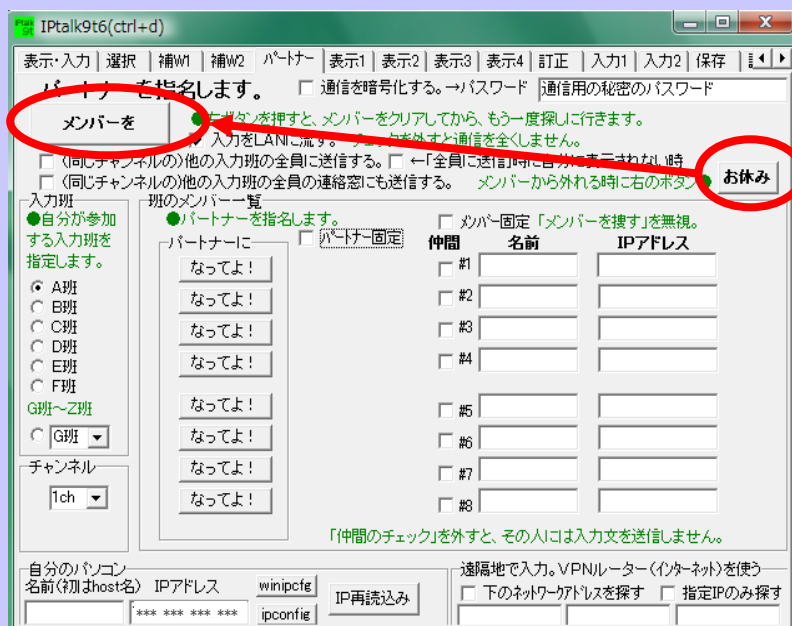 IPtalk9t6(ctrl+d)
表示・入力 選択 補W1 補W2 パートナー 表示1 表示2 表示3 表示4 訂正 入力1 入力2 保存
パートナーを指名します。 通信を暗号化する。→パスワード 通信用の秘密のパスワード
メンバーを ●左ボタンを押すと、メンバーをクリアしてから、もう一度探しに行きます。
入力をLANに流す。 チェックを外すと通信を全くしません。
(同じチャンネルの)他の入力班の全員に送信する。 ←「全員に送信」時に自分に表示されない時
(同じチャンネルの)他の入力班の全員の連絡窓にも送信する。 メンバーから外れる時に右のボタン● お休み
入力班 班のメンバー一覧
●自分が参加する入力班を指定します。
●パートナーを指名します。 メンバー固定「メンバーを捜す」を無視。
パートナーに パートナー固定 仲間 名前 IPアドレス
なってよ! #1
なってよ! #2
なってよ! #3
なってよ! #4
なってよ! #5
なってよ! #6
なってよ! #7
なってよ! #8
A班
B班
C班
D班
E班
F班
G班～Z班
G班
チャンネル
1ch
「仲間のチェック」を外すと、その人には入力文を送信しません。
自分のパソコン 遠隔地で入力。VPNルーター(インターネット)を使う
名前(初はhost名) IPアドレス winipcfg IP再読込み 下のネットワークアドレスを探す 指定IPのみ探す
*** *** *** *** ipconfig